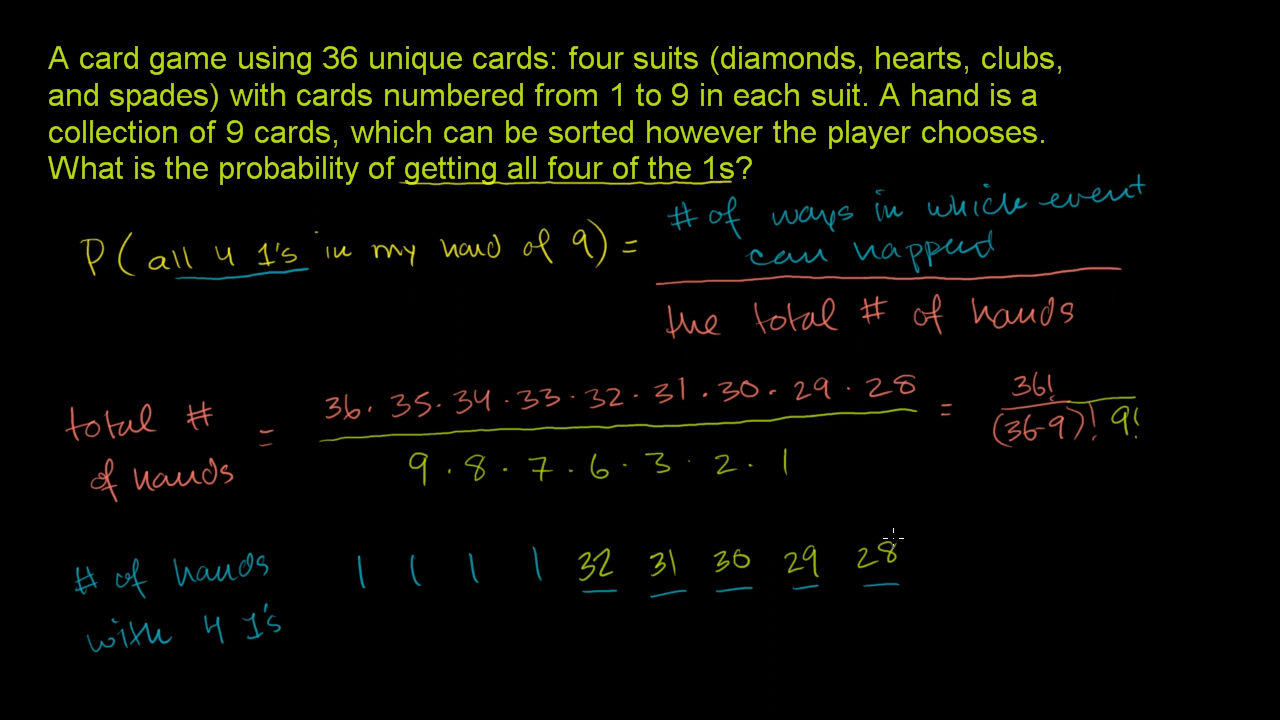 A card game using 36 unique cards: four suits (diamonds, hearts, clubs,
and spades) with cards numbered from 1 to 9 in each suit. A hand is a
collection of 9 cards, which can be sorted however the player chooses.
What is the probability of getting all four of the 1s?
P(all 4 1's in my hand of 9) =
# of ways in which event
can happen
the total # of hands
total #
of hands
=
36 · 35 · 34 · 33 · 32 · 31 · 30 · 29 · 28
9 · 8 · 7 · 6 · 3 · 2 · 1
=
36!
(36-9)! 9!
# of hands
with 4 1's
1 1 1 1 32 31 30 29 28